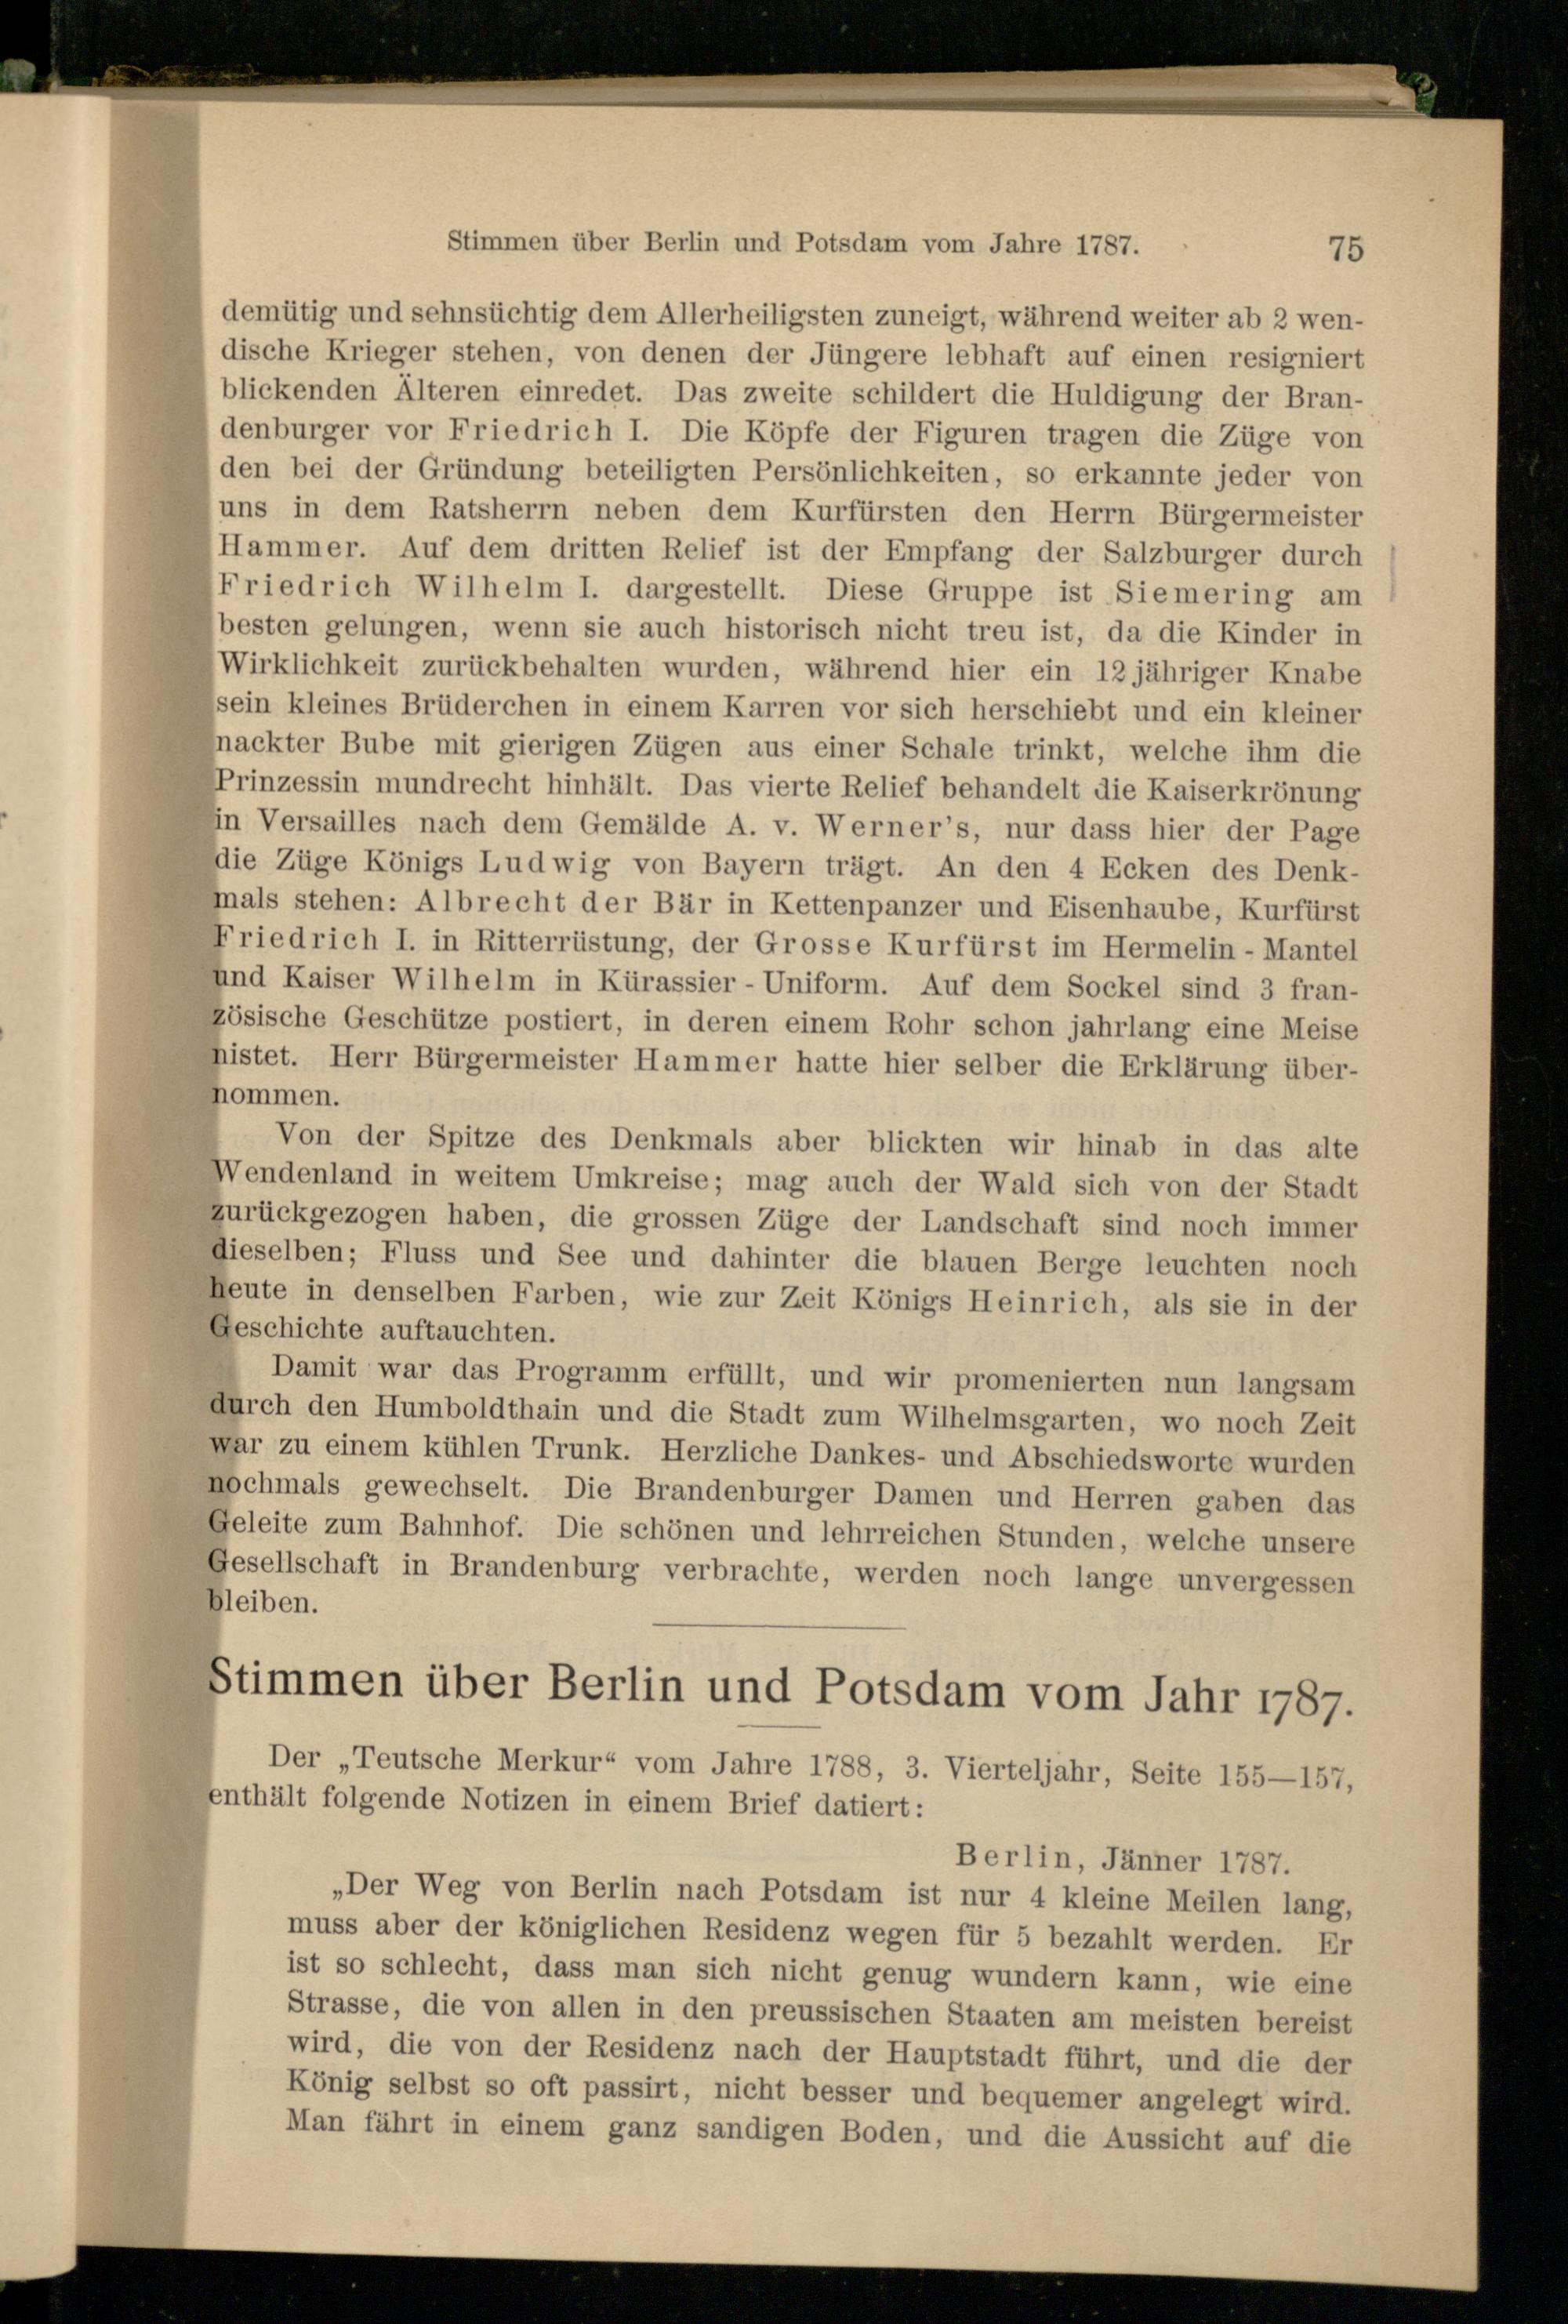 Stimmen über Berlin und Potsdam vom Jahre 1787. 75
demütig und sehnsüchtig dem Allerheiligsten zuneigt, während weiter ab 2 wen-
dische Krieger stehen, von denen der Jüngere lebhaft auf einen resigniert
blickenden Älteren einredet. Das zweite schildert die Huldigung der Bran-
denburger vor Friedrich I. Die Köpfe der Figuren tragen die Züge von
den bei der Gründung beteiligten Persönlichkeiten, so erkannte jeder von
uns in dem Ratsherrn neben dem Kurfürsten den Herrn Bürgermeister
Hammer. Auf dem dritten Relief ist der Empfang der Salzburger durch
Friedrich Wilhelm I. dargestellt. Diese Gruppe ist Siemering am
besten gelungen, wenn sie auch historisch nicht treu ist, da die Kinder in
Wirklichkeit zurückbehalten wurden, während hier ein 12jähriger Knabe
sein kleines Brüderchen in einem Karren vor sich herschiebt und ein kleiner
nackter Bube mit gierigen Zügen aus einer Schale trinkt, welche ihm die
Prinzessin mundrecht hinhält. Das vierte Relief behandelt die Kaiserkrönung
in Versailles nach dem Gemälde A. v. Werner's, nur dass hier der Page
die Züge Königs Ludwig von Bayern trägt. An den 4 Ecken des Denk-
mals stehen: Albrecht der Bär in Kettenpanzer und Eisenhaube, Kurfürst
Friedrich I. in Ritterrüstung, der Grosse Kurfürst im Hermelin-Mantel
und Kaiser Wilhelm in Kürassier-Uniform. Auf dem Sockel sind 3 fran-
zösische Geschütze postiert, in deren einem Rohr schon jahrlang eine Meise
nistet. Herr Bürgermeister Hammer hatte hier selber die Erklärung über-
nommen.
Von der Spitze des Denkmals aber blickten wir hinab in das alte
Wendenland in weitem Umkreise; mag auch der Wald sich von der Stadt
zurückgezogen haben, die grossen Züge der Landschaft sind noch immer
dieselben; Fluss und See und dahinter die blauen Berge leuchten noch
heute in denselben Farben, wie zur Zeit Königs Heinrich, als sie in der
Geschichte auftauchten.
Damit war das Programm erfüllt, und wir promenierten nun langsam
durch den Humboldthain und die Stadt zum Wilhelmsgarten, wo noch Zeit
war zu einem kühlen Trunk. Herzliche Dankes- und Abschiedsworte wurden
nochmals gewechselt. Die Brandenburger Damen und Herren gaben das
Geleite zum Bahnhof. Die schönen und lehrreichen Stunden, welche unsere
Gesellschaft in Brandenburg verbrachte, werden noch lange unvergessen
bleiben.
Stimmen über Berlin und Potsdam vom Jahr 1787.
Der „Teutsche Merkur“ vom Jahre 1788, 3. Vierteljahr, Seite 155—157,
enthält folgende Notizen in einem Brief datiert:
Berlin, Jänner 1787.
„Der Weg von Berlin nach Potsdam ist nur 4 kleine Meilen lang,
muss aber der königlichen Residenz wegen für 5 bezahlt werden. Er
ist so schlecht, dass man sich nicht genug wundern kann, wie eine
Strasse, die von allen in den preussischen Staaten am meisten bereist
wird, die von der Residenz nach der Hauptstadt führt, und die der
König selbst so oft passirt, nicht besser und bequemer angelegt wird.
Man fährt in einem ganz sandigen Boden, und die Aussicht auf die